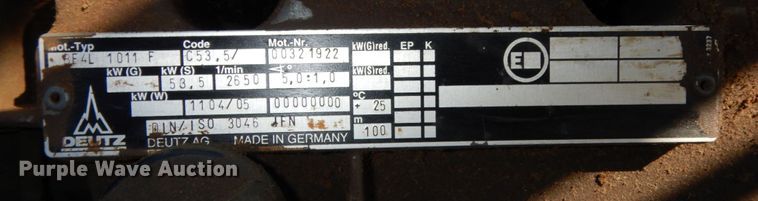 Mot.-Typ Code Mot.-Nr. kW(G)red. EP K
BF4L 1011 F C53,5/ 00321922
kW (G) kW (S) 1/min kW(S)red. E
53,5 2650 5,0±1,0
kW (W) °C
1104/05 00000000 + 25
DIN/ISO 3046 IFN m
DEUTZ DEUTZ AG MADE IN GERMANY 100
Purple Wave Auction